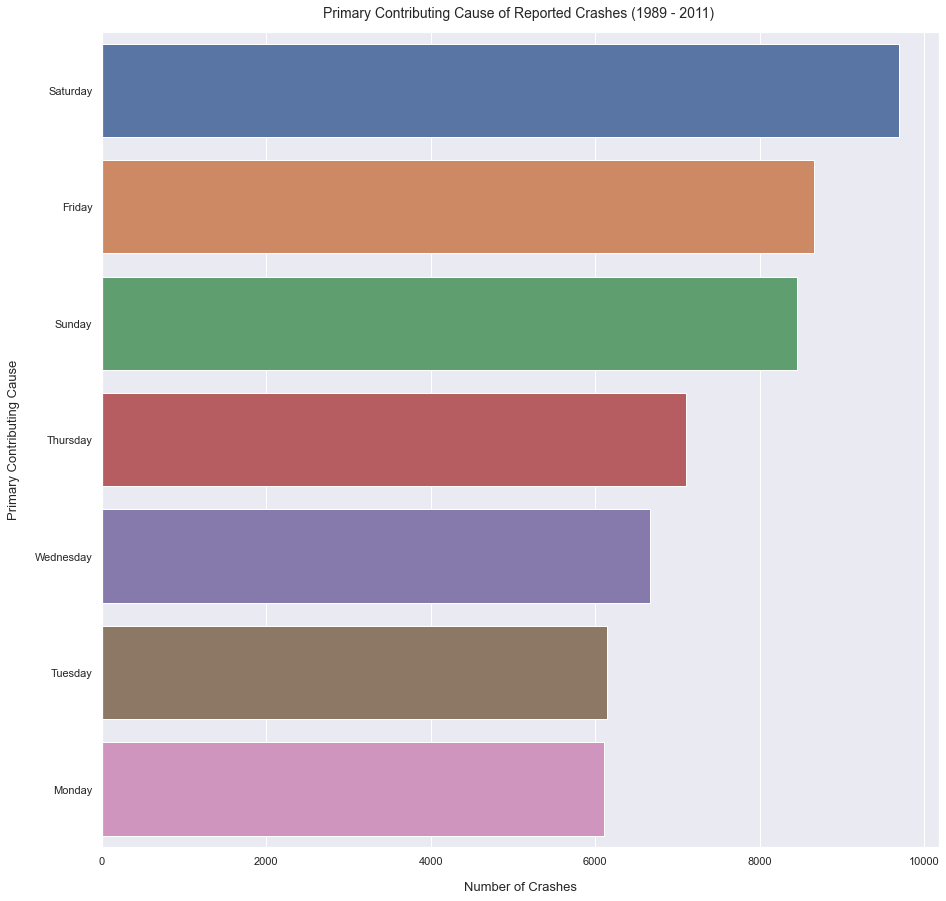 Primary Contributing Cause of Reported Crashes (1989 - 2011)
Primary Contributing Cause
Saturday
Friday
Sunday
Thursday
Wednesday
Tuesday
Monday
0 2000 4000 6000 8000 10000
Number of Crashes